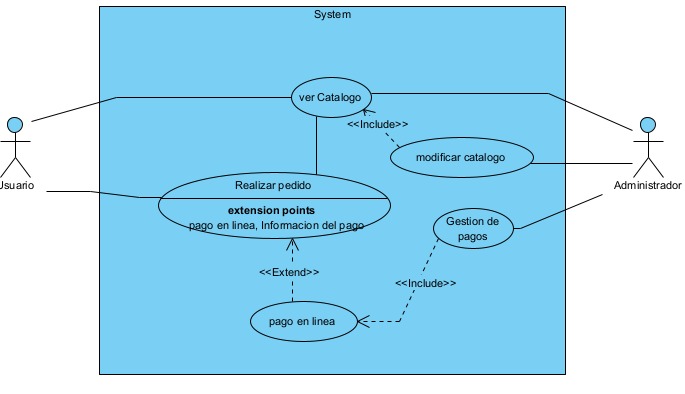 System
ver Catalogo
<<Include>>
modificar catalogo
Usuario
Administrador
Realizar pedido
extension points
pago en linea, Informacion del pago
Gestion de
pagos
<<Extend>>
<<Include>>
pago en linea